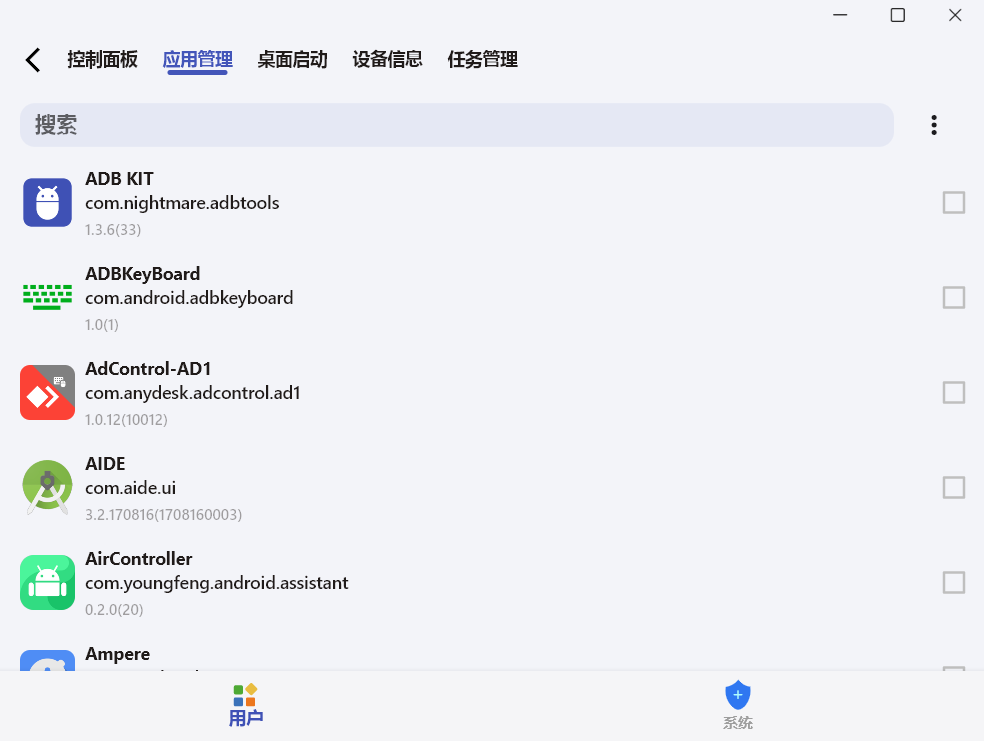 控制面板 应用管理 桌面启动 设备信息 任务管理
搜索
ADB KIT
com.nightmare.adbtools
1.3.6(33)
ADBKeyBoard
com.android.adbkeyboard
1.0(1)
AdControl-AD1
com.anydesk.adcontrol.ad1
1.0.12(10012)
AIDE
com.aide.ui
3.2.170816(1708160003)
AirController
com.youngfeng.android.assistant
0.2.0(20)
Ampere
用户 系统